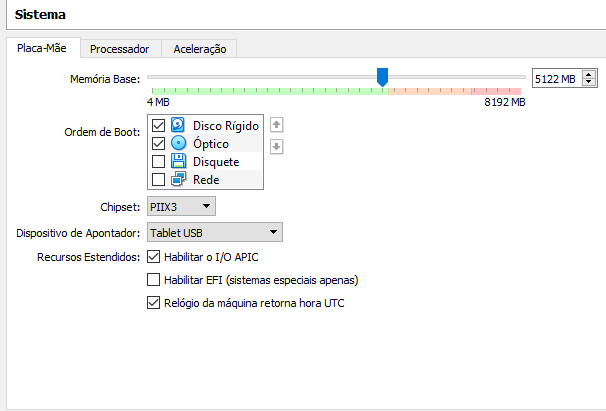 Sistema
Placa-Mãe Processador Aceleração
Memória Base: 5122 MB
4 MB 8192 MB
Ordem de Boot: Disco Rígido
Óptico
Disquete
Rede
Chipset: PIIX3
Dispositivo de Apontador: Tablet USB
Recursos Estendidos: Habilitar o I/O APIC
Habilitar EFI (sistemas especiais apenas)
Relógio da máquina retorna hora UTC